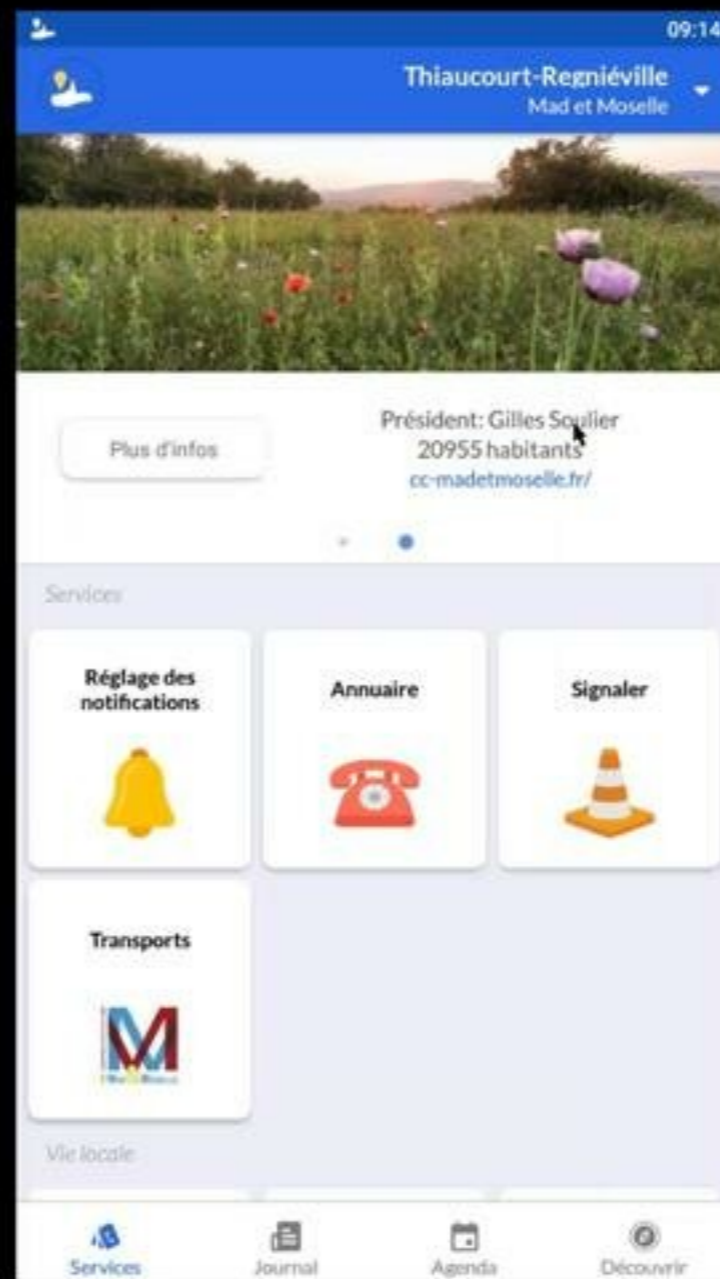 09:14
Thiaucourt-Regniéville
Mad et Moselle
Plus d'infos
Président: Gilles Soulier
20955 habitants
cc-madetmoselle.fr/
Services
Réglage des
notifications
Annuaire
Signaler
Transports
M
Vie locale
Services
Journal
Agenda
Découvrir